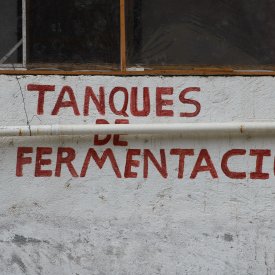 TANQUES
DE
FERMENTACI